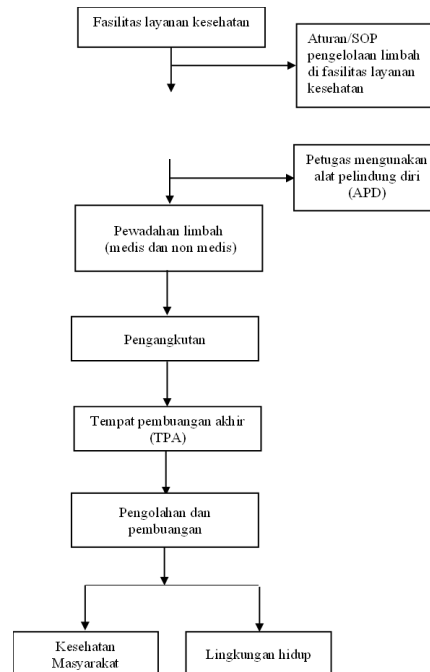 Fasilitas layanan kesehatan
Aturan/SOP
pengelolaan limbah
di fasilitas layanan
kesehatan
Petugas mengunakan
alat pelindung diri
(APD)
Pewadahan limbah
(medis dan non medis)
Pengangkutan
Tempat pembuangan akhir
(TPA)
Pengolahan dan
pembuangan
Kesehatan
Masyarakat
Lingkungan hidup